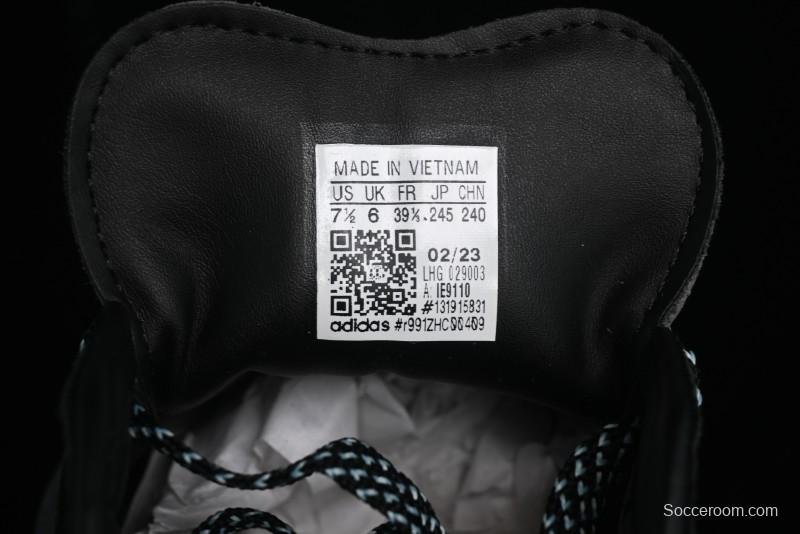 MADE IN VIETNAM
US UK FR JP CHN
7½ 6 39⅓ 245 240
02/23
LHG 029003
A: IE9110
#131915831
adidas #r991ZHC00409
Socceroom.com